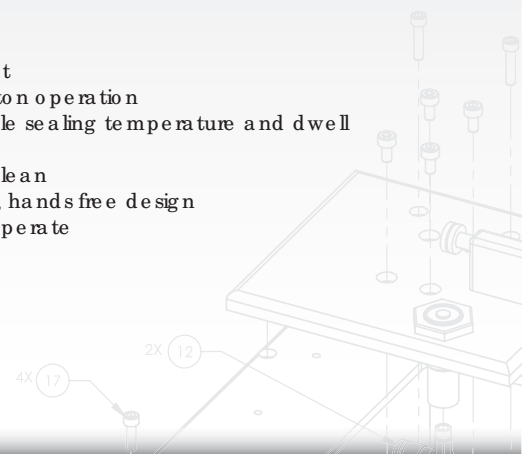 t
ton operation
le sealing temperature and dwell
lean
, hands free design
perate
2X 12
4X 17